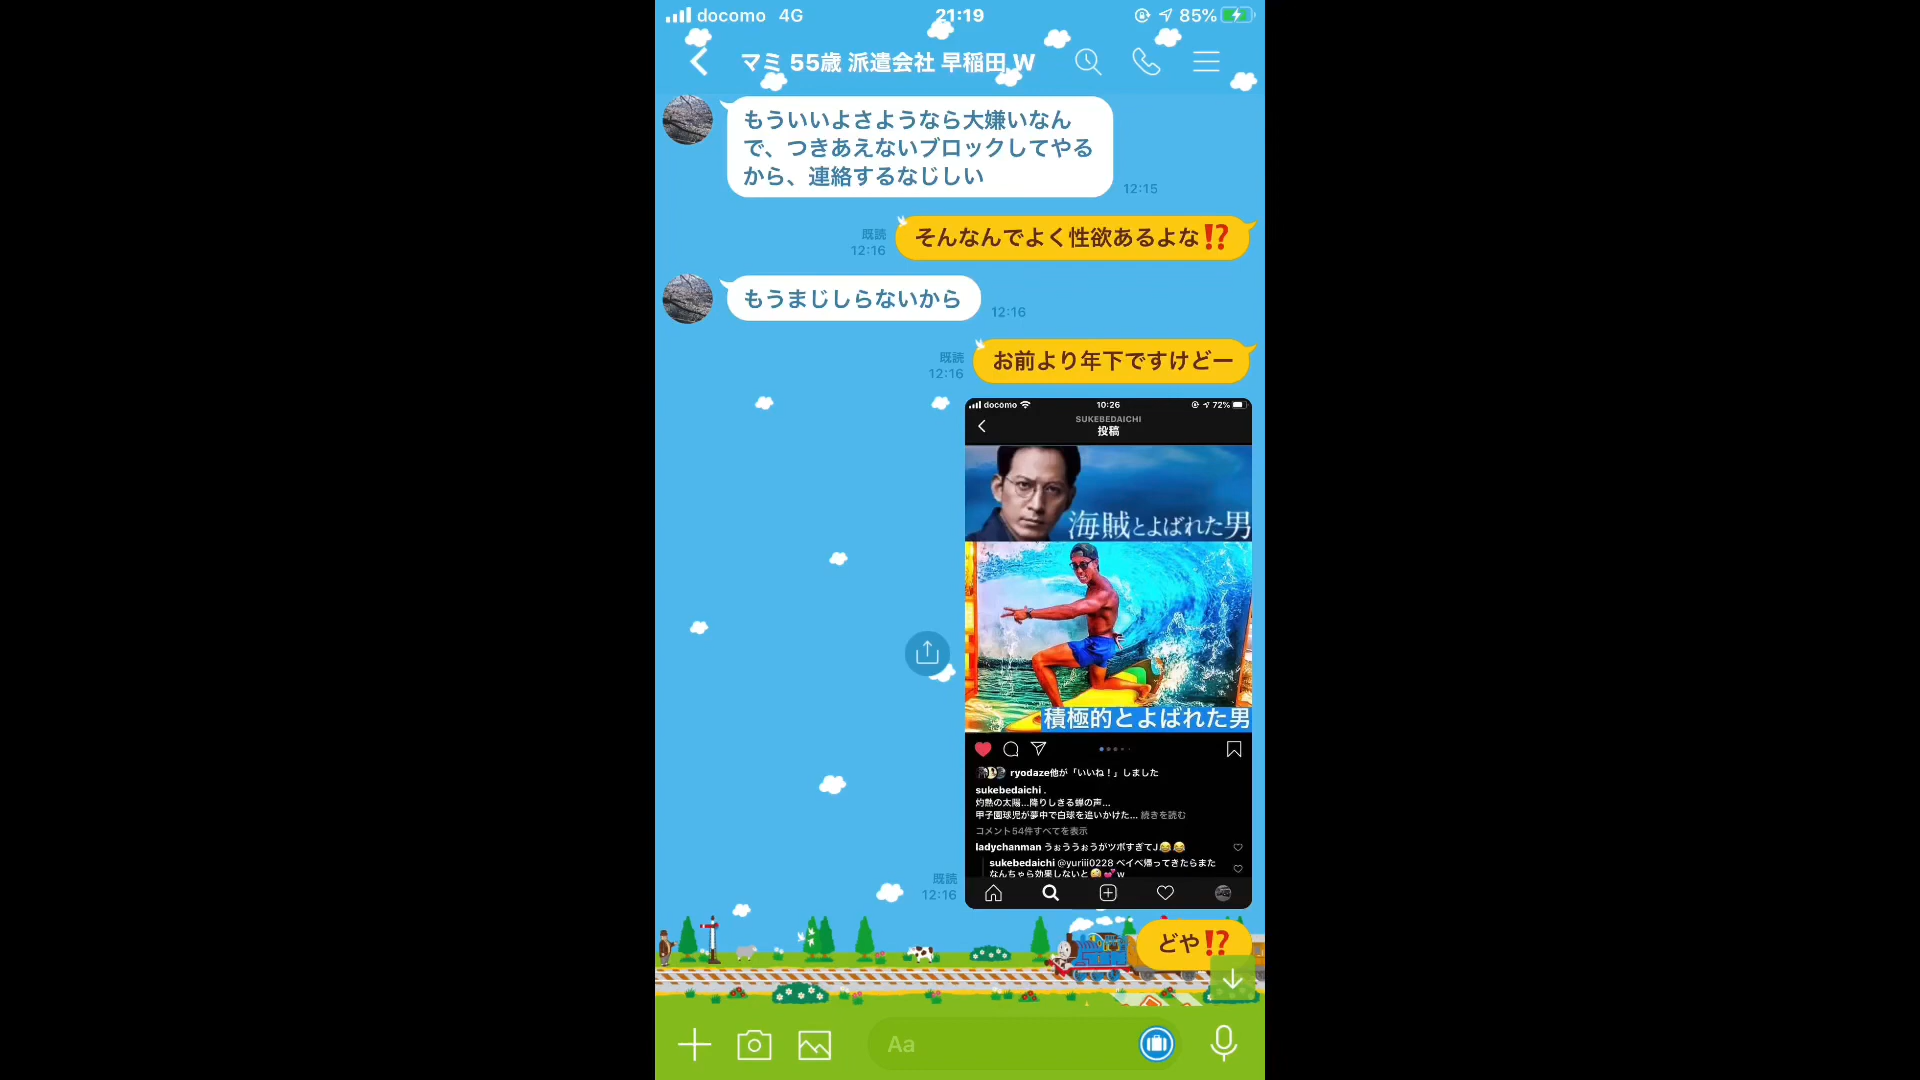 docomo 4G
21:19
85%
マミ 55歳 派遣会社 早稲田 W
もういいよさようなら大嫌いなん
で、つきあえないブロックしてやる
から、連絡するなじしい
12:15
既読
12:16
そんなんでよく性欲あるよな⁉️
もうまじしらないから
12:16
既読
12:16
お前より年下ですけどー
docomo
10:26
72%
SUKEBEDAICHI
投稿
海賊とよばれた男
積極的とよばれた男
ryodaze他が「いいね！」しました
sukebedaichi .
灼熱の太陽...降りしきる蝉の声...
甲子園球児が夢中で白球を追いかけた... 続きを読む
コメント54件すべてを表示
ladychanman うぉううぉうがツボすぎてJ😂😂
sukebedaichi @yuriii0228 ベイベ帰ってきたらまた
なんちゃら効果しないと🤣💕w
既読
12:16
どや⁉️
Aa